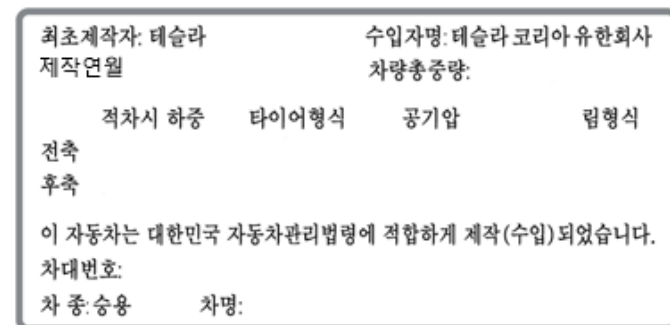 최초제작자: 테슬라 수입자명: 테슬라 코리아 유한회사
제작연월 차량총중량:
적차시 하중 타이어형식 공기압 림형식
전축
후축
이 자동차는 대한민국 자동차관리법령에 적합하게 제작(수입)되었습니다.
차대번호:
차 종:승용 차명: